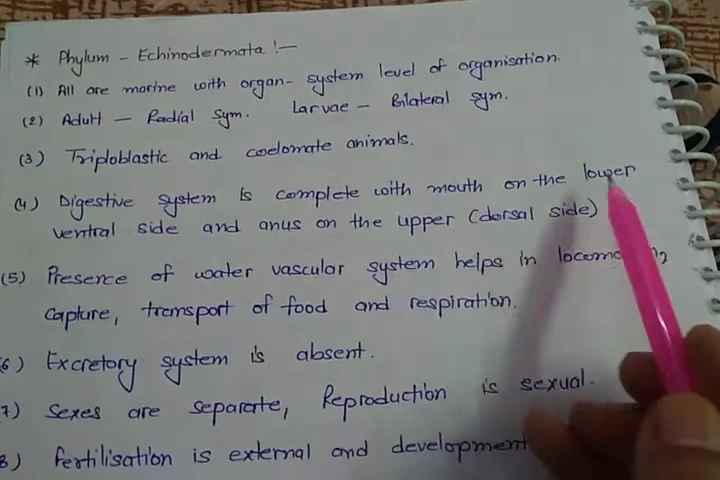 * Phylum - Echinodermata :-
(1) All are marine with organ- system level of organisation.
(2) Adult - Radial sym. Larvae - Bilateral sym.
(3) Triploblastic and coelomate animals.
(4) Digestive system is complete with mouth on the lower
ventral side and anus on the upper (dorsal side)
(5) Presence of water vascular system helps in
capture, transport of food and respiration.
6) Excretory system is absent.
7) Sexes are separate, Reproduction is sexual.
8) Fertilisation is external and development